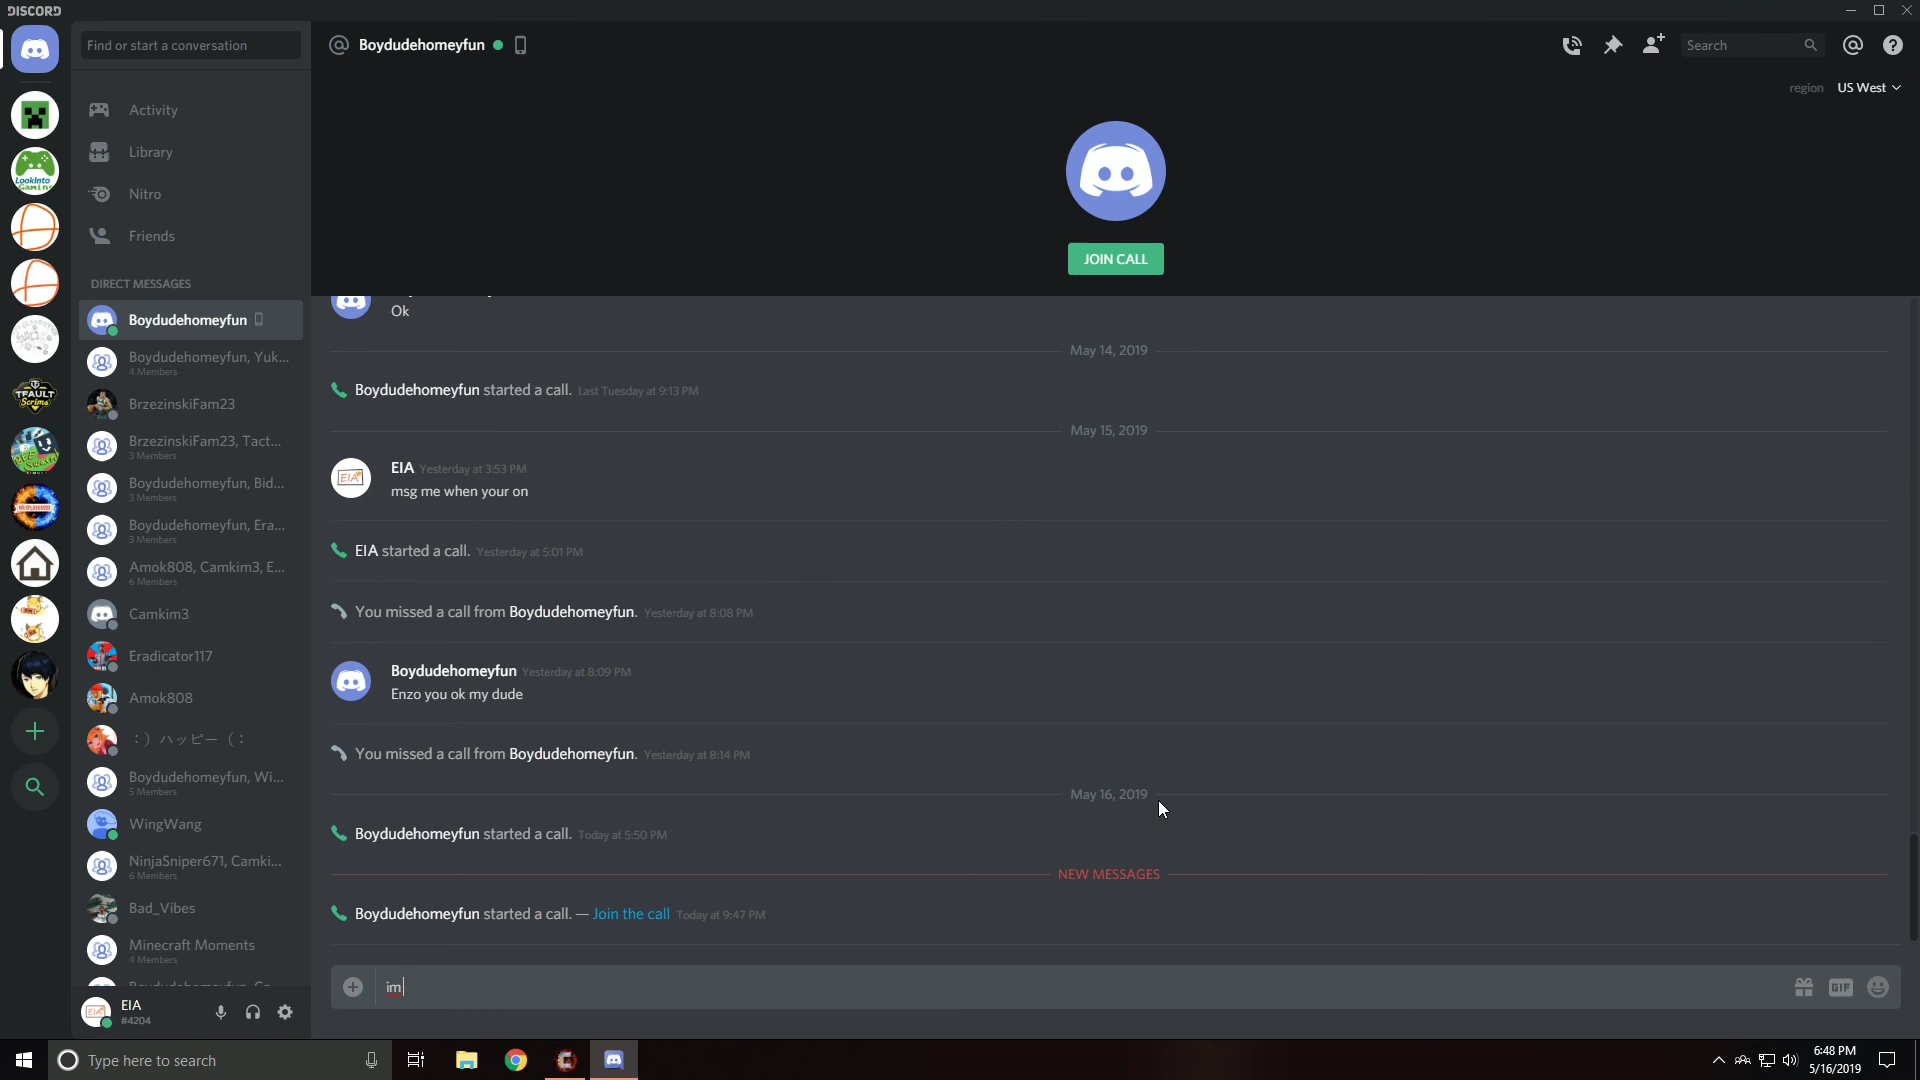 DISCORD
Find or start a conversation
Activity
Library
Nitro
Friends
DIRECT MESSAGES
Boydudehomeyfun
Boydudehomeyfun, Yuk...
4 Members
BrzezinskiFam23
BrzezinskiFam23, Tact...
3 Members
Boydudehomeyfun, Bid...
3 Members
Boydudehomeyfun, Era...
3 Members
Amok808, Camkim3, E...
6 Members
Camkim3
Eradicator117
Amok808
：）ハッピー（：
Boydudehomeyfun, Wi...
5 Members
WingWang
NinjaSniper671, Camki...
6 Members
Bad_Vibes
Minecraft Moments
4 Members
EIA
#4204
LookInto
Gaming
TFAULT
Scrims
BEE SWARM
Boydudehomeyfun
Search
region US West
JOIN CALL
Ok
May 14, 2019
Boydudehomeyfun started a call. Last Tuesday at 9:13 PM
May 15, 2019
EIA Yesterday at 3:53 PM
msg me when your on
EIA started a call. Yesterday at 5:01 PM
You missed a call from Boydudehomeyfun. Yesterday at 8:08 PM
Boydudehomeyfun Yesterday at 8:09 PM
Enzo you ok my dude
You missed a call from Boydudehomeyfun. Yesterday at 8:14 PM
May 16, 2019
Boydudehomeyfun started a call. Today at 5:50 PM
NEW MESSAGES
Boydudehomeyfun started a call. — Join the call Today at 9:47 PM
im
GIF
Type here to search
6:48 PM
5/16/2019